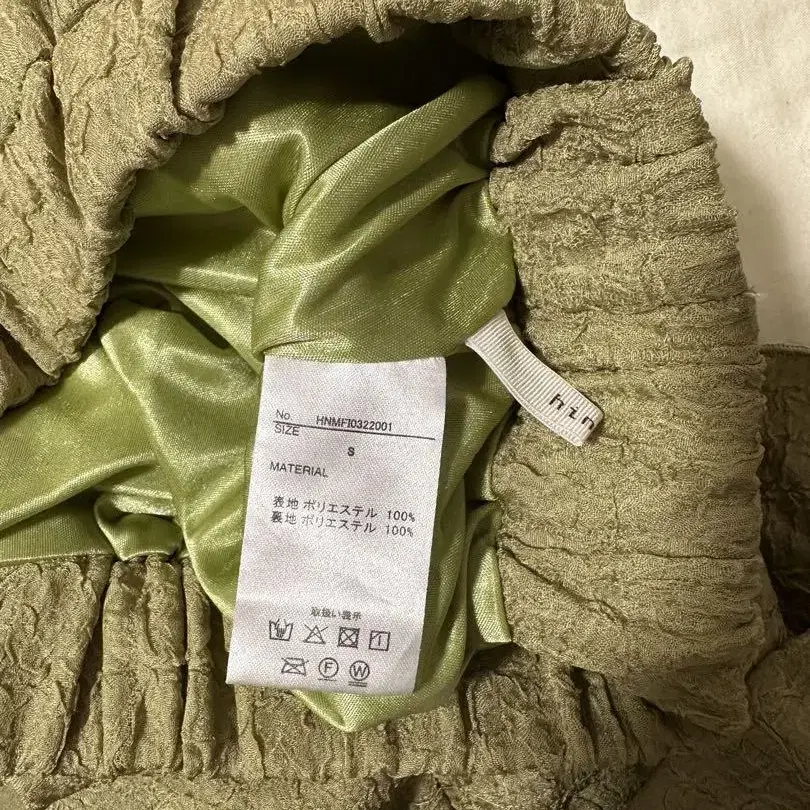 No. HNMFI0322001
SIZE
S
MATERIAL
表地 ポリエステル 100%
裏地 ポリエステル 100%
取扱い表示
F W
hin